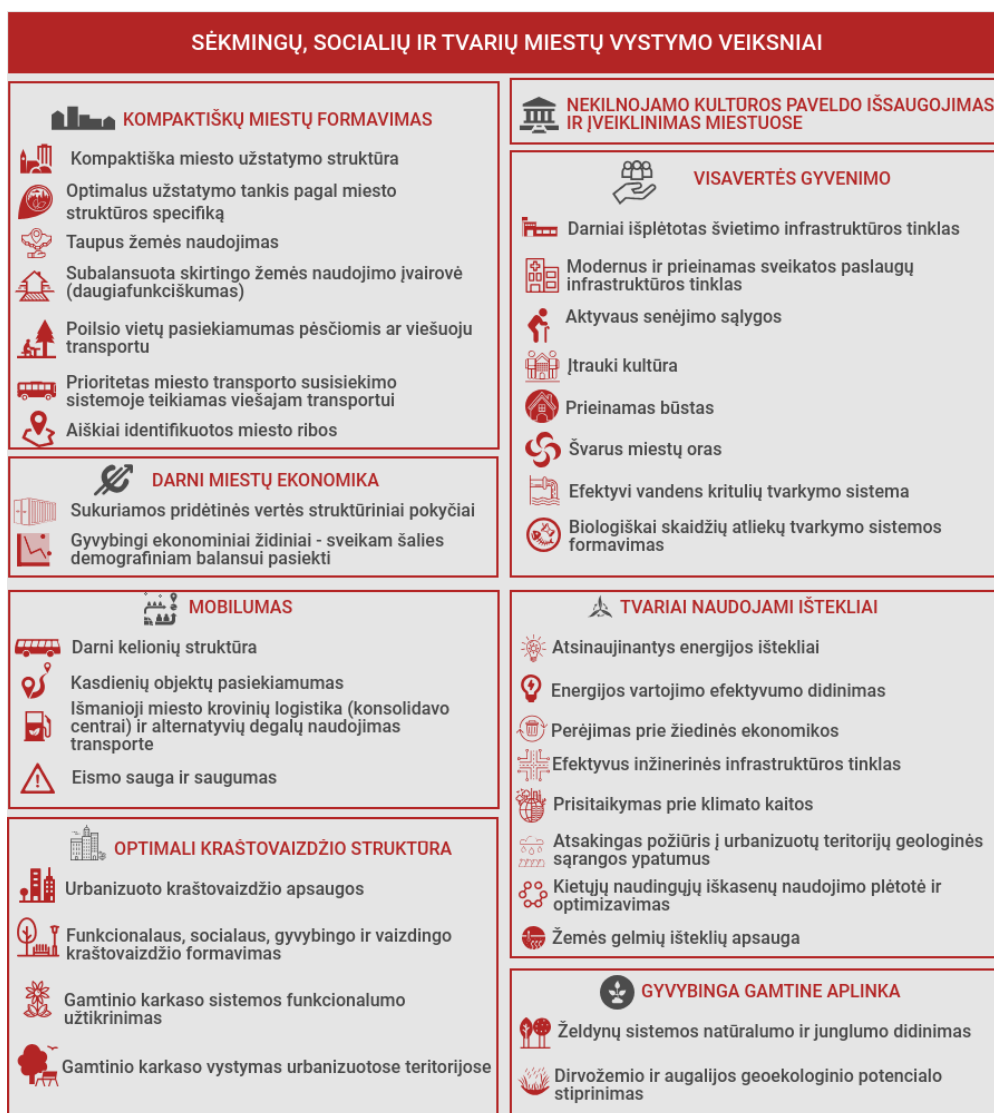 SĖKMINGŲ, SOCIALIŲ IR TVARIŲ MIESTŲ VYSTYMO VEIKSNIAI
KOMPAKTIŠKŲ MIESTŲ FORMAVIMAS
Kompaktiška miesto užstatymo struktūra
Optimalus užstatymo tankis pagal miesto
struktūros specifiką
Taupus žemės naudojimas
Subalansuota skirtingo žemės naudojimo įvairovė
(daugiafunkciškumas)
Poilsio vietų pasiekiamumas pėsčiomis ar viešuoju
transportu
Prioritetas miesto transporto susisiekimo
sistemoje teikiamas viešajam transportui
Aiškiai identifikuotos miesto ribos
DARNI MIESTŲ EKONOMIKA
Sukuriamos pridėtinės vertės struktūriniai pokyčiai
Gyvybingi ekonominiai židiniai - sveikam šalies
demografiniam balansui pasiekti
MOBILUMAS
Darni kelionių struktūra
Kasdienių objektų pasiekiamumas
Išmanioji miesto krovinių logistika (konsolidavo
centrai) ir alternatyvių degalų naudojimas
transporte
Eismo sauga ir saugumas
OPTIMALI KRAŠTOVAIZDŽIO STRUKTŪRA
Urbanizuoto kraštovaizdžio apsaugos
Funkcionalaus, socialaus, gyvybingo ir vaizdingo
kraštovaizdžio formavimas
Gamtinio karkaso sistemos funkcionalumo
užtikrinimas
Gamtinio karkaso vystymas urbanizuotose teritorijose
NEKILNOJAMO KULTŪROS PAVELDO IŠSAUGOJIMAS
IR ĮVEIKLINIMAS MIESTUOSE
VISAVERTĖS GYVENIMO
Darniai išplėtotas švietimo infrastruktūros tinklas
Modernus ir prieinamas sveikatos paslaugų
infrastruktūros tinklas
Aktyvaus senėjimo sąlygos
Įtrauki kultūra
Prieinamas būstas
Švarus miestų oras
Efektyvi vandens kritulių tvarkymo sistema
Biologiškai skaidžių atliekų tvarkymo sistemos
formavimas
TVARIAI NAUDOJAMI IŠTEKLIAI
Atsinaujinantys energijos ištekliai
Energijos vartojimo efektyvumo didinimas
Perėjimas prie žiedinės ekonomikos
Efektyvus inžinerinės infrastruktūros tinklas
Prisitaikymas prie klimato kaitos
Atsakingas požiūris į urbanizuotų teritorijų geologinės
sąrangos ypatumus
Kietųjų naudingųjų iškasenų naudojimo plėtotė ir
optimizavimas
Žemės gelmių išteklių apsauga
GYVYBINGA GAMTINE APLINKA
Želdynų sistemos natūralumo ir junglumo didinimas
Dirvožemio ir augalijos geoekologinio potencialo
stiprinimas